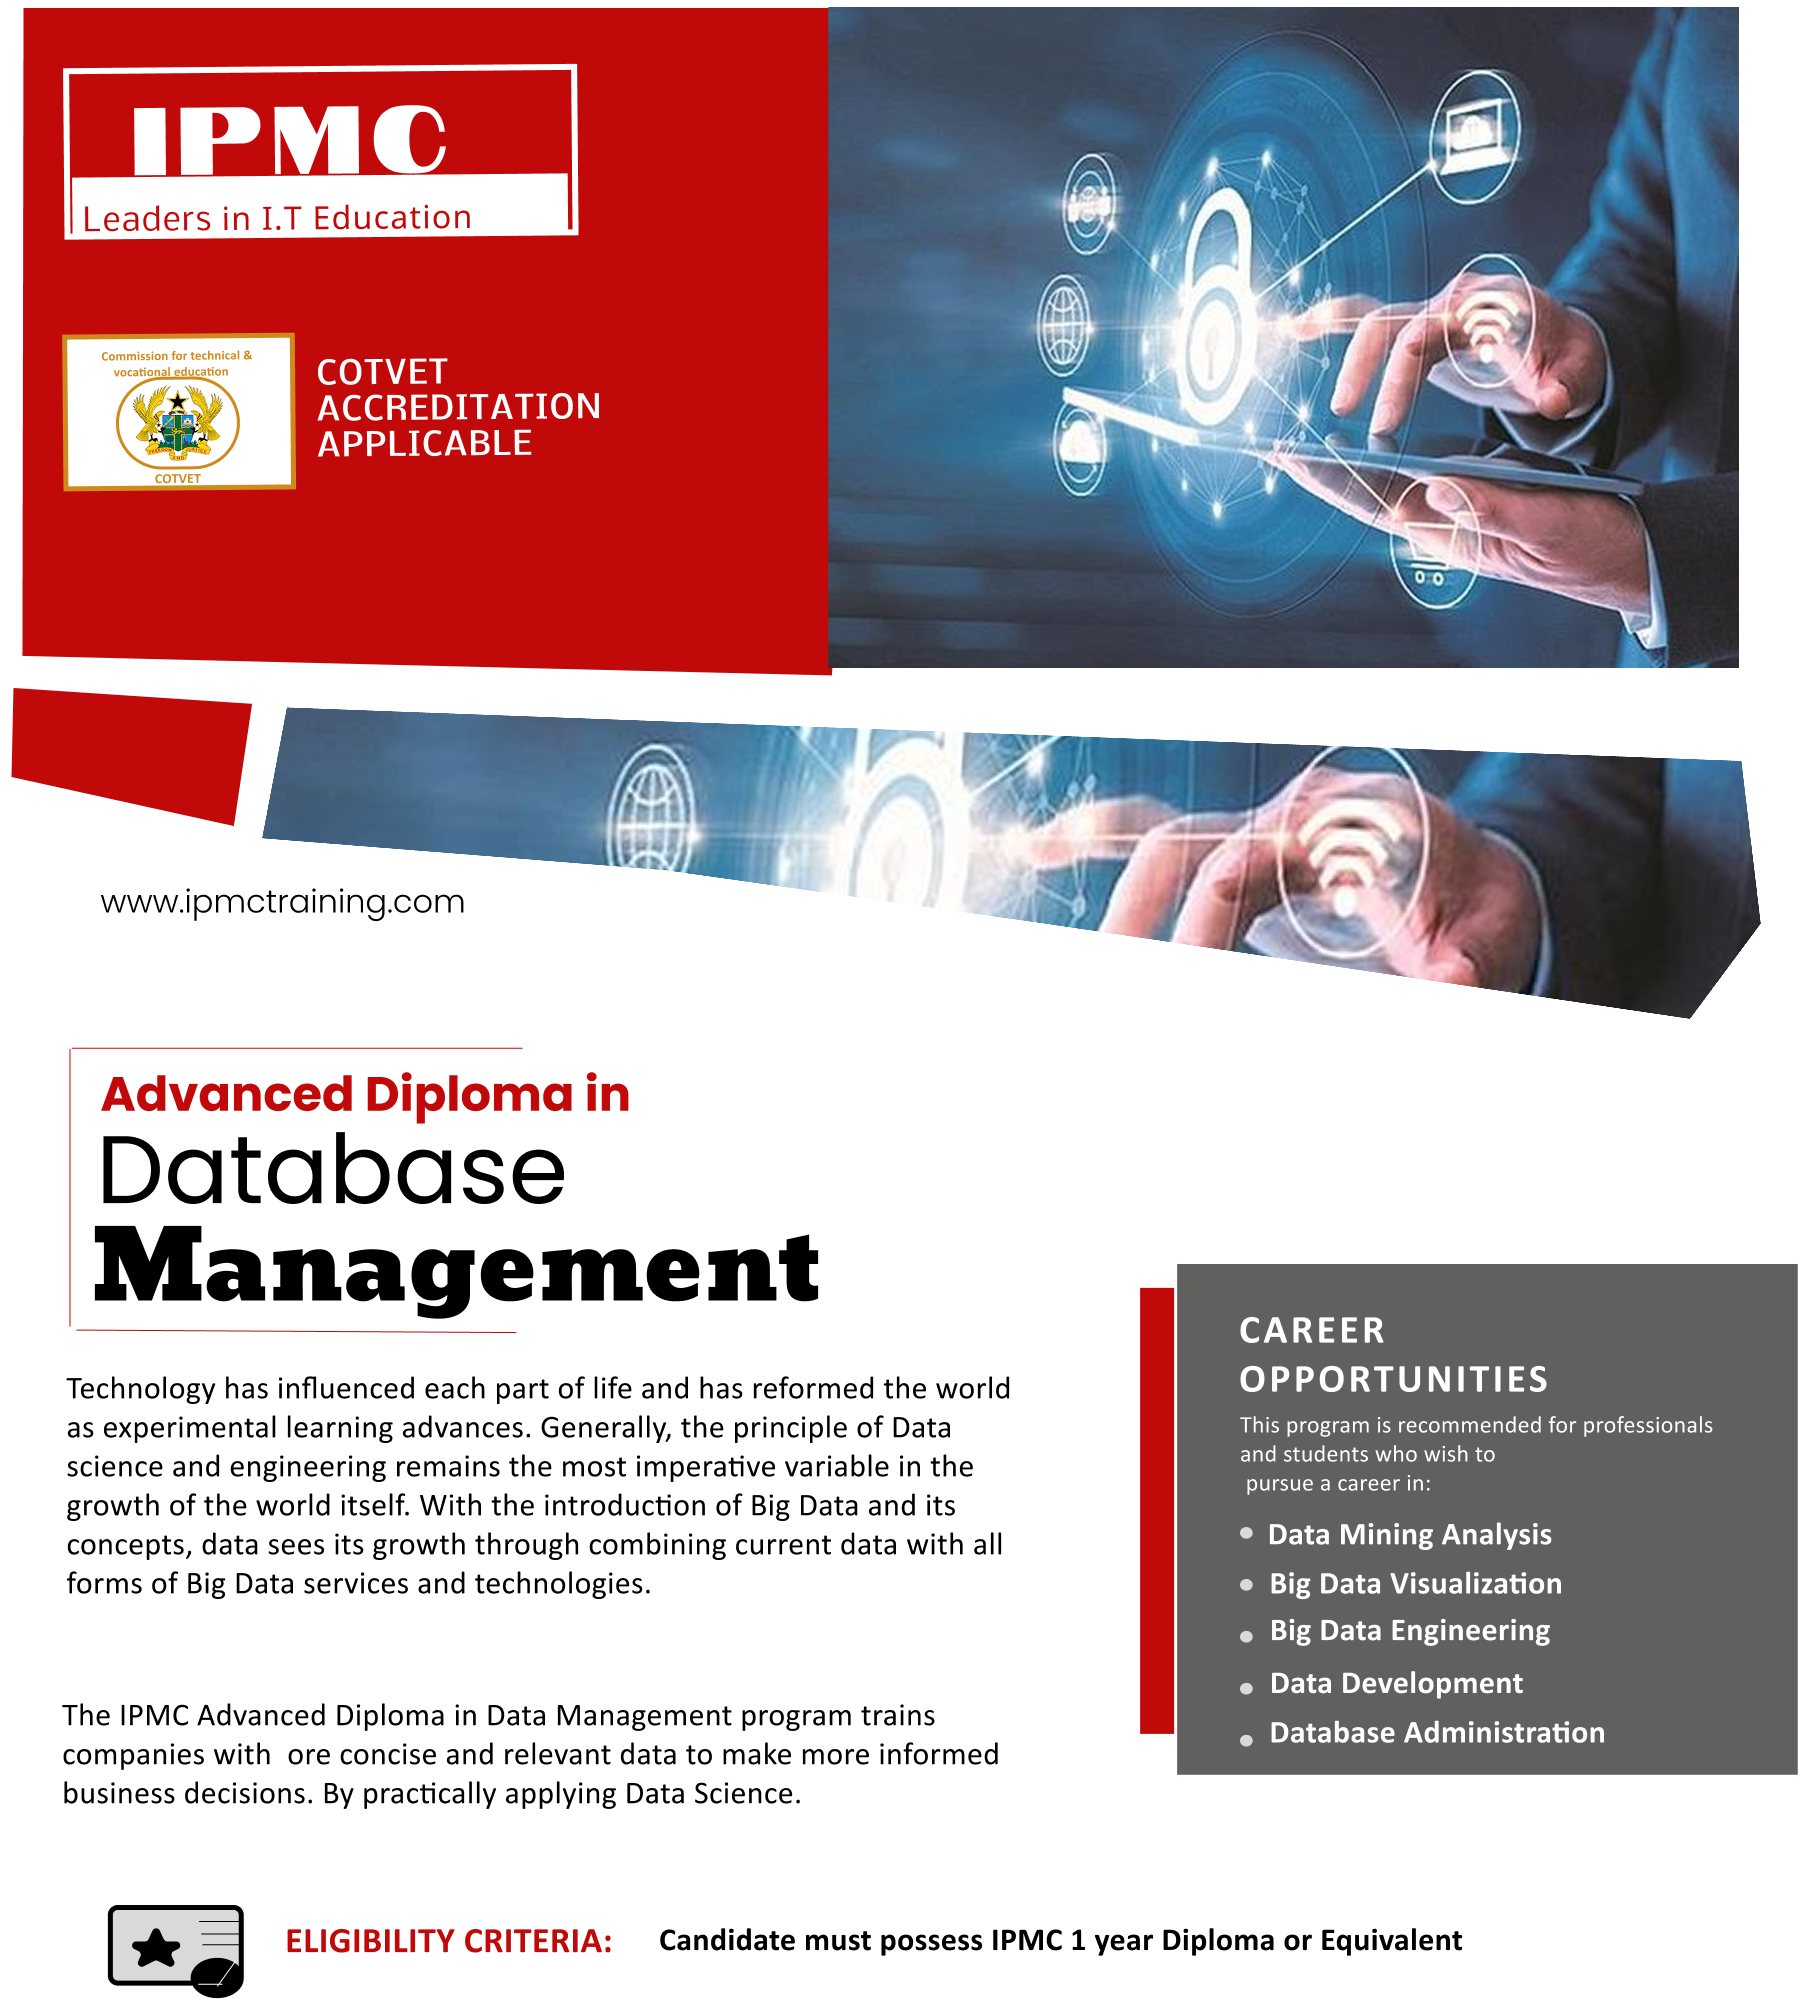 IPMC
Leaders in I.T Education
Commission for technical &
vocational education
FREEDOM AND JUSTICE
COTVET
COTVET
ACCREDITATION
APPLICABLE
www.ipmctraining.com
Advanced Diploma in
Database
Management
Technology has influenced each part of life and has reformed the world
as experimental learning advances. Generally, the principle of Data
science and engineering remains the most imperative variable in the
growth of the world itself. With the introduction of Big Data and its
concepts, data sees its growth through combining current data with all
forms of Big Data services and technologies.
The IPMC Advanced Diploma in Data Management program trains
companies with ore concise and relevant data to make more informed
business decisions. By practically applying Data Science.
CAREER
OPPORTUNITIES
This program is recommended for professionals
and students who wish to
pursue a career in:
Data Mining Analysis
Big Data Visualization
Big Data Engineering
Data Development
Database Administration
ELIGIBILITY CRITERIA: Candidate must possess IPMC 1 year Diploma or Equivalent